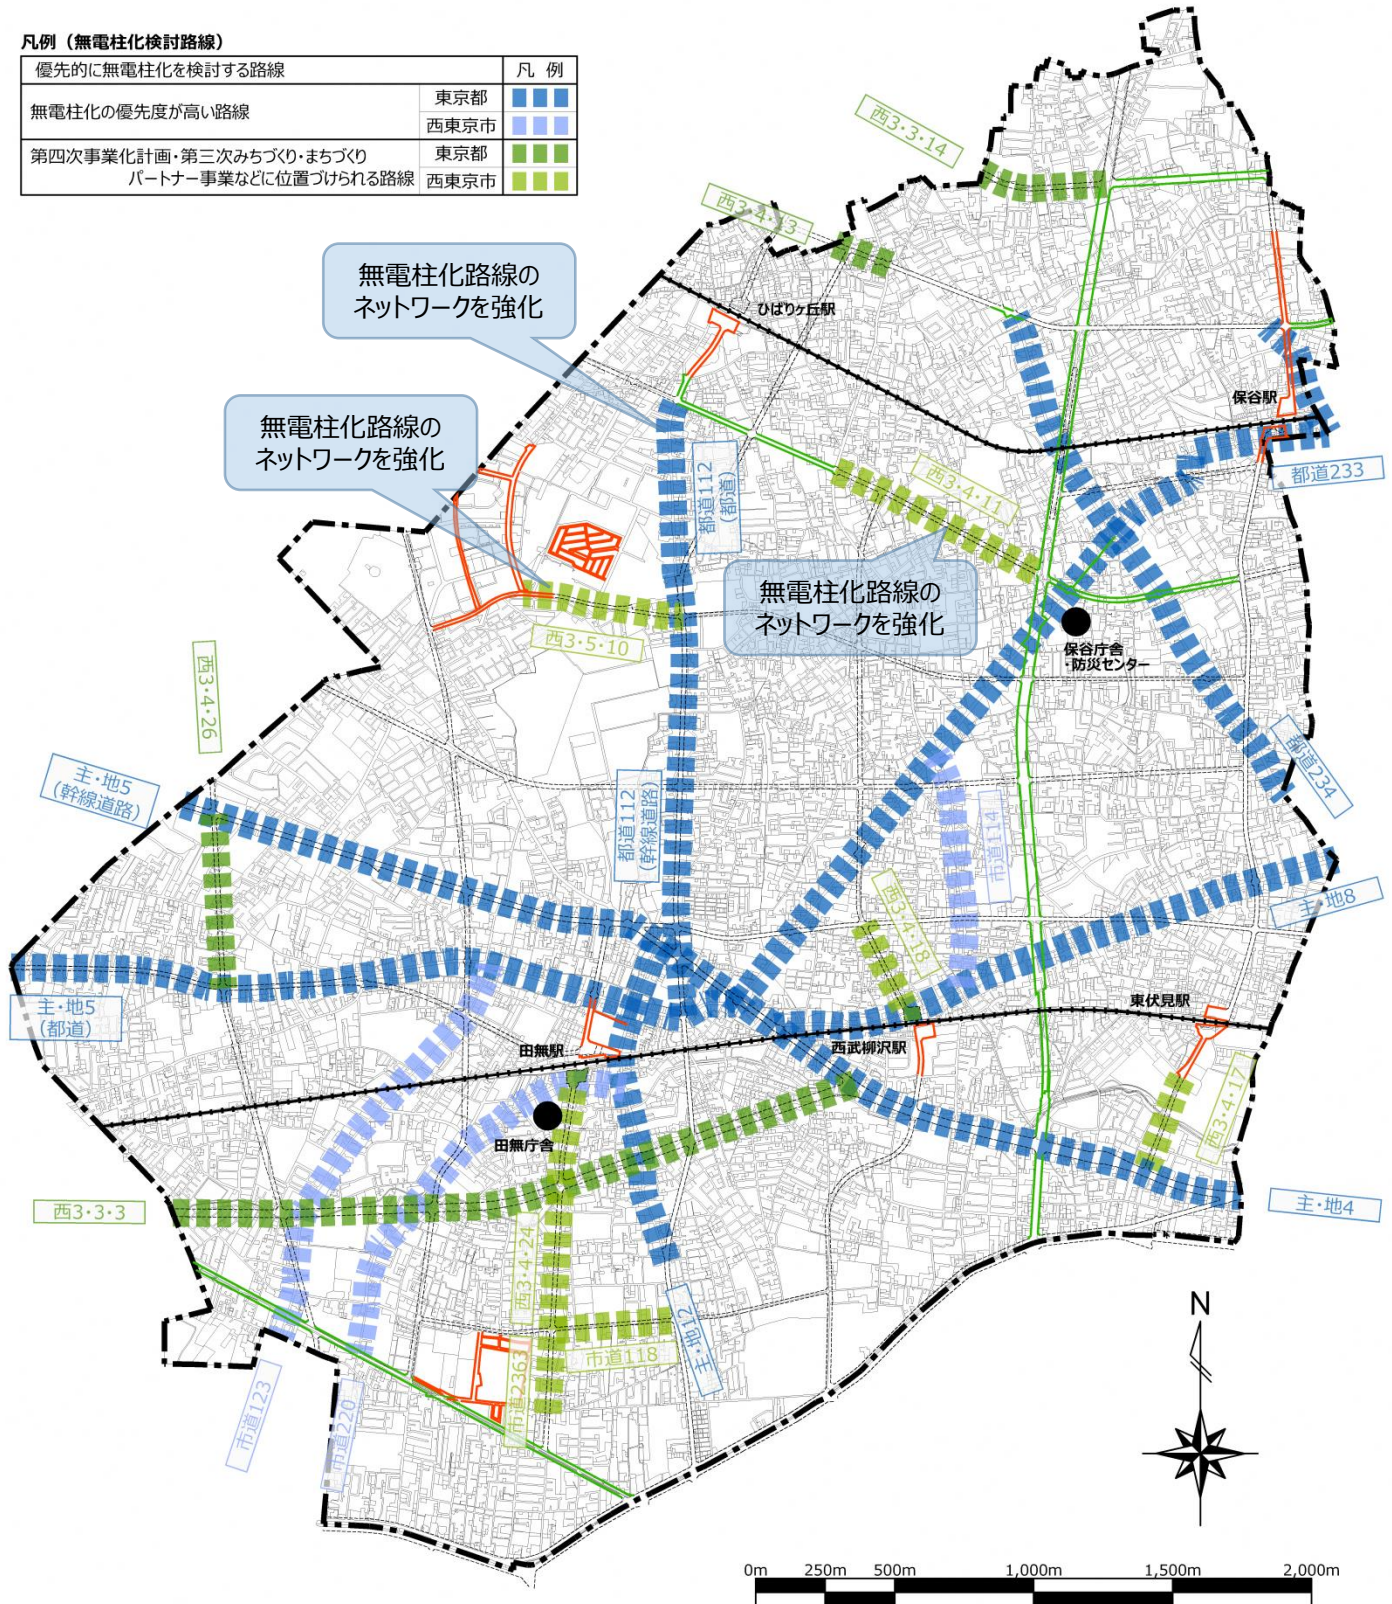 凡例（無電柱化検討路線）
優先的に無電柱化を検討する路線
凡 例
無電柱化の優先度が高い路線
東京都
西東京市
第四次事業化計画・第三次みちづくり・まちづくり
パートナー事業などに位置づけられる路線
東京都
西東京市
西3・3・14
西3・4・13
無電柱化路線の
ネットワークを強化
ひばりヶ丘駅
保谷駅
無電柱化路線の
ネットワークを強化
都道112
（都道）
西3・4・11
都道233
無電柱化路線の
ネットワークを強化
西3・5・10
保谷庁舎
・防災センター
西3・4・26
主・地5
（幹線道路）
都道112
（幹線道路）
都道234
市道114
西3・4・18
主・地8
主・地5
（都道）
東伏見駅
西武柳沢駅
田無駅
田無庁舎
西3・4・17
西3・3・3
主・地4
西3・4・24
主・地12
市道118
市道2363
市道123
市道220
N
0m 250m 500m 1,000m 1,500m 2,000m